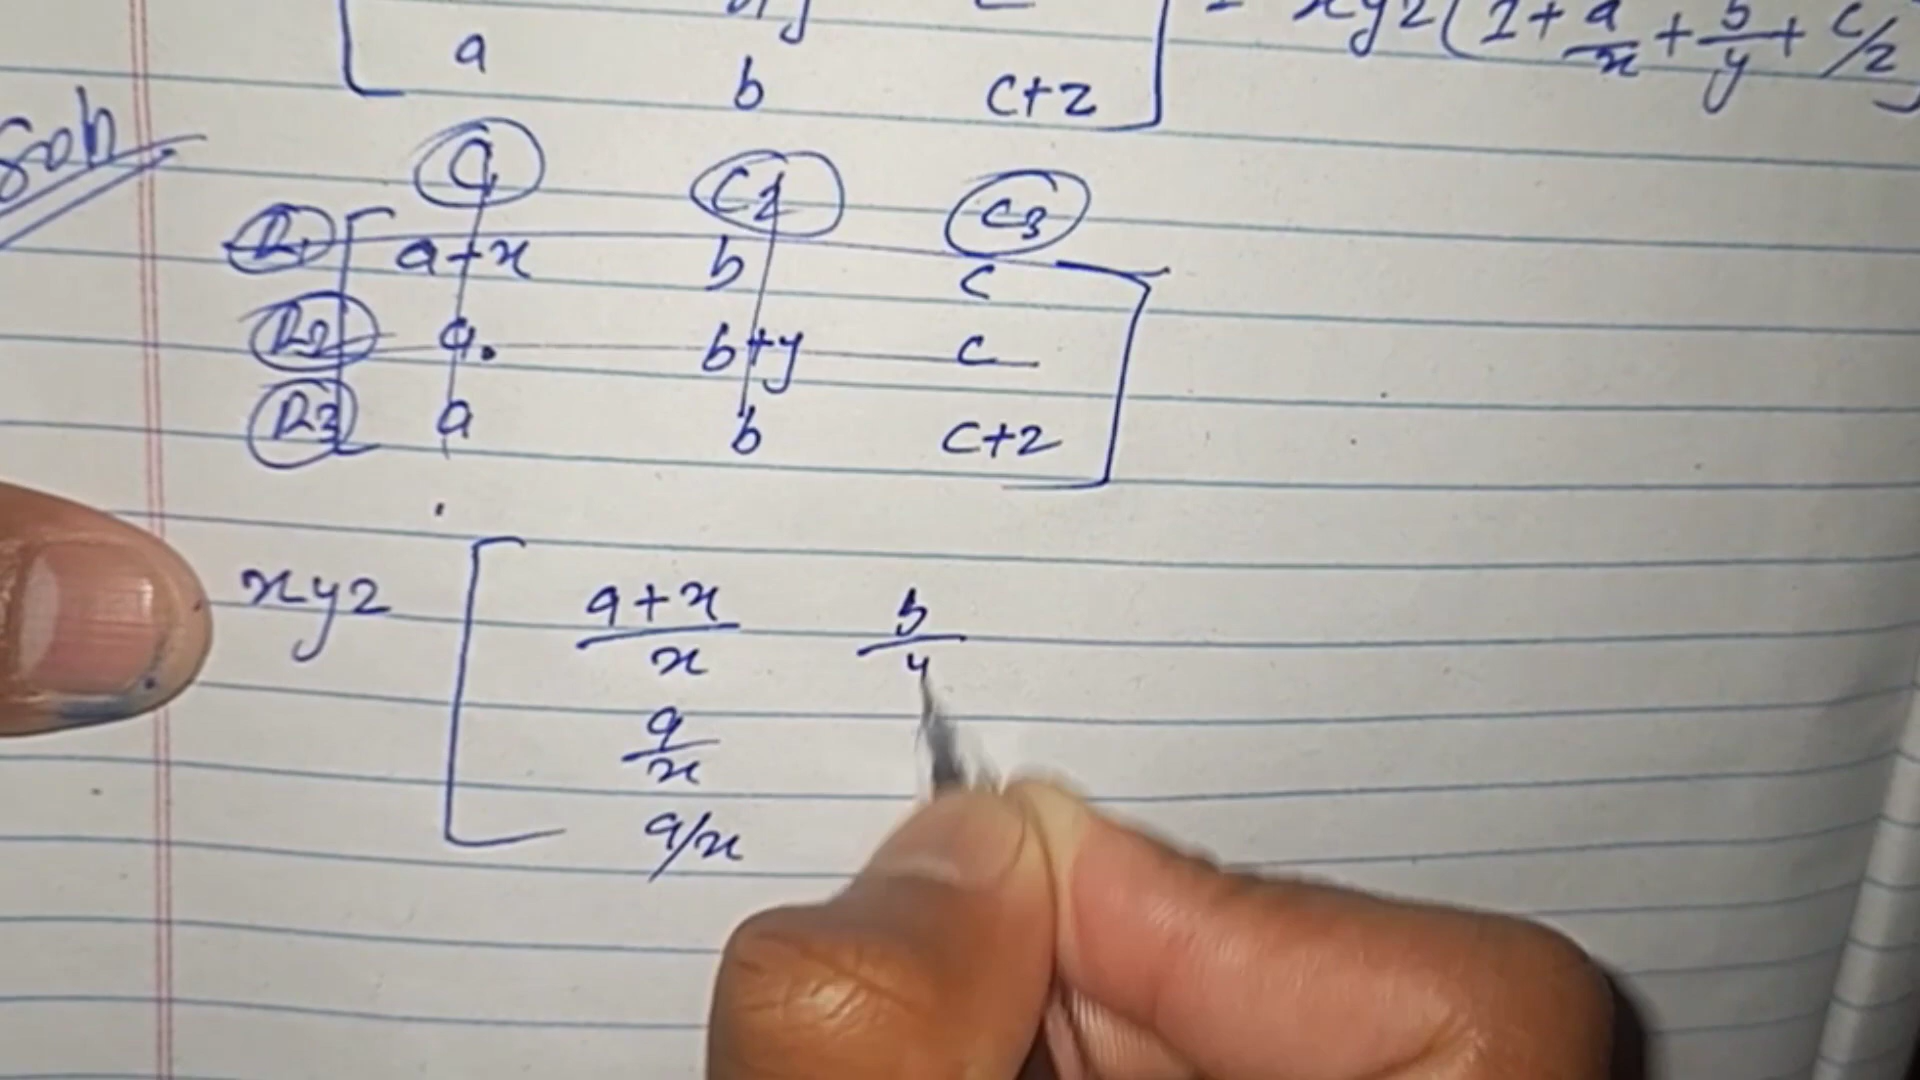 a b c+z = xyz(1+a/x+b/y+c/z)
Soln
C1 C2 C3
R1 a+x b c
R2 a b+y c
R3 a b c+z
xyz a+x/x b/y
a/x
a/x